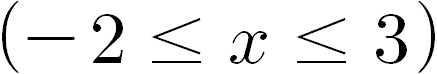 (−2 ≤ x ≤ 3)